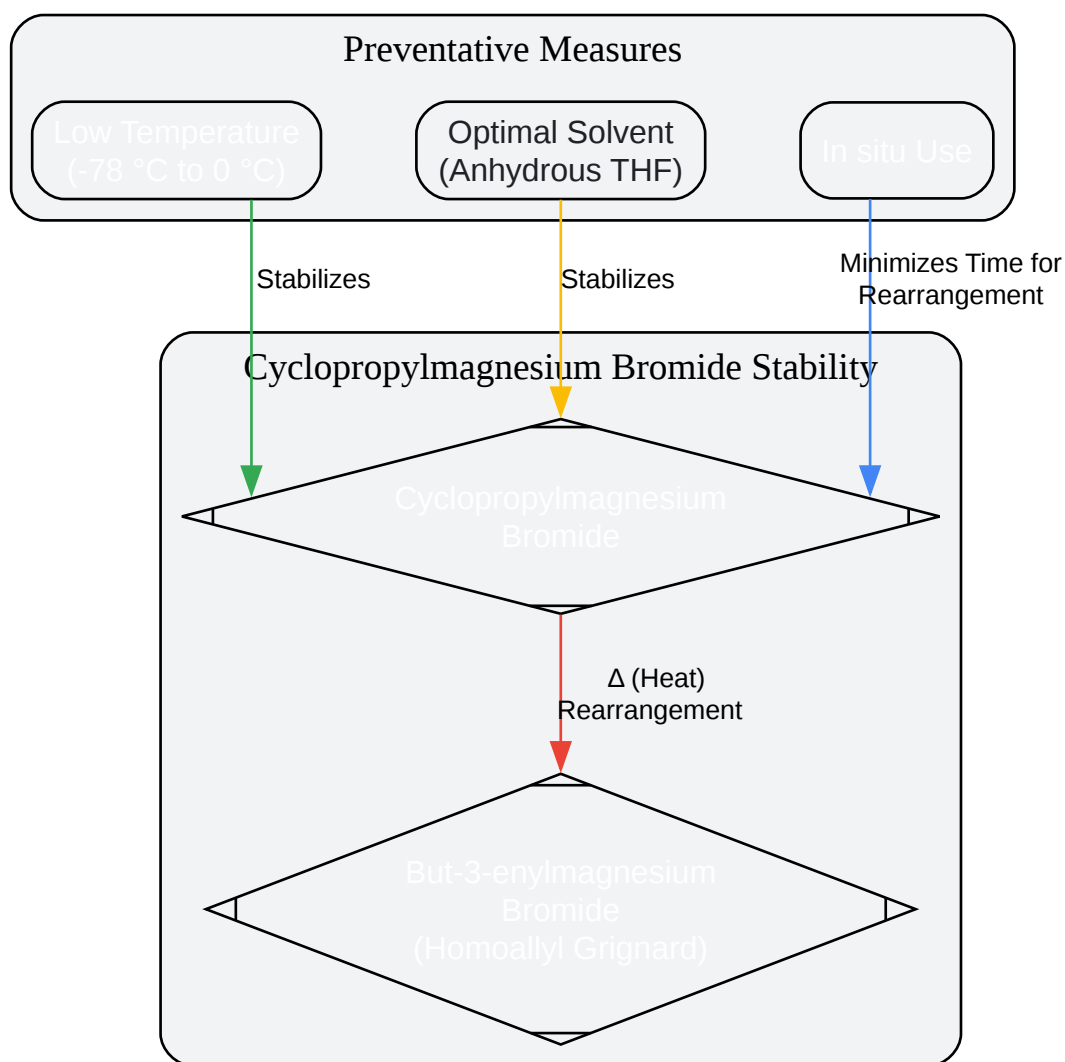 Preventative Measures
Low Temperature
(-78 °C to 0 °C)
Optimal Solvent
(Anhydrous THF)
In situ Use
Stabilizes
Stabilizes
Minimizes Time for
Rearrangement
Cyclopropylmagnesium Bromide Stability
Cyclopropylmagnesium
Bromide
Δ (Heat)
Rearrangement
But-3-enylmagnesium
Bromide
(Homoallyl Grignard)